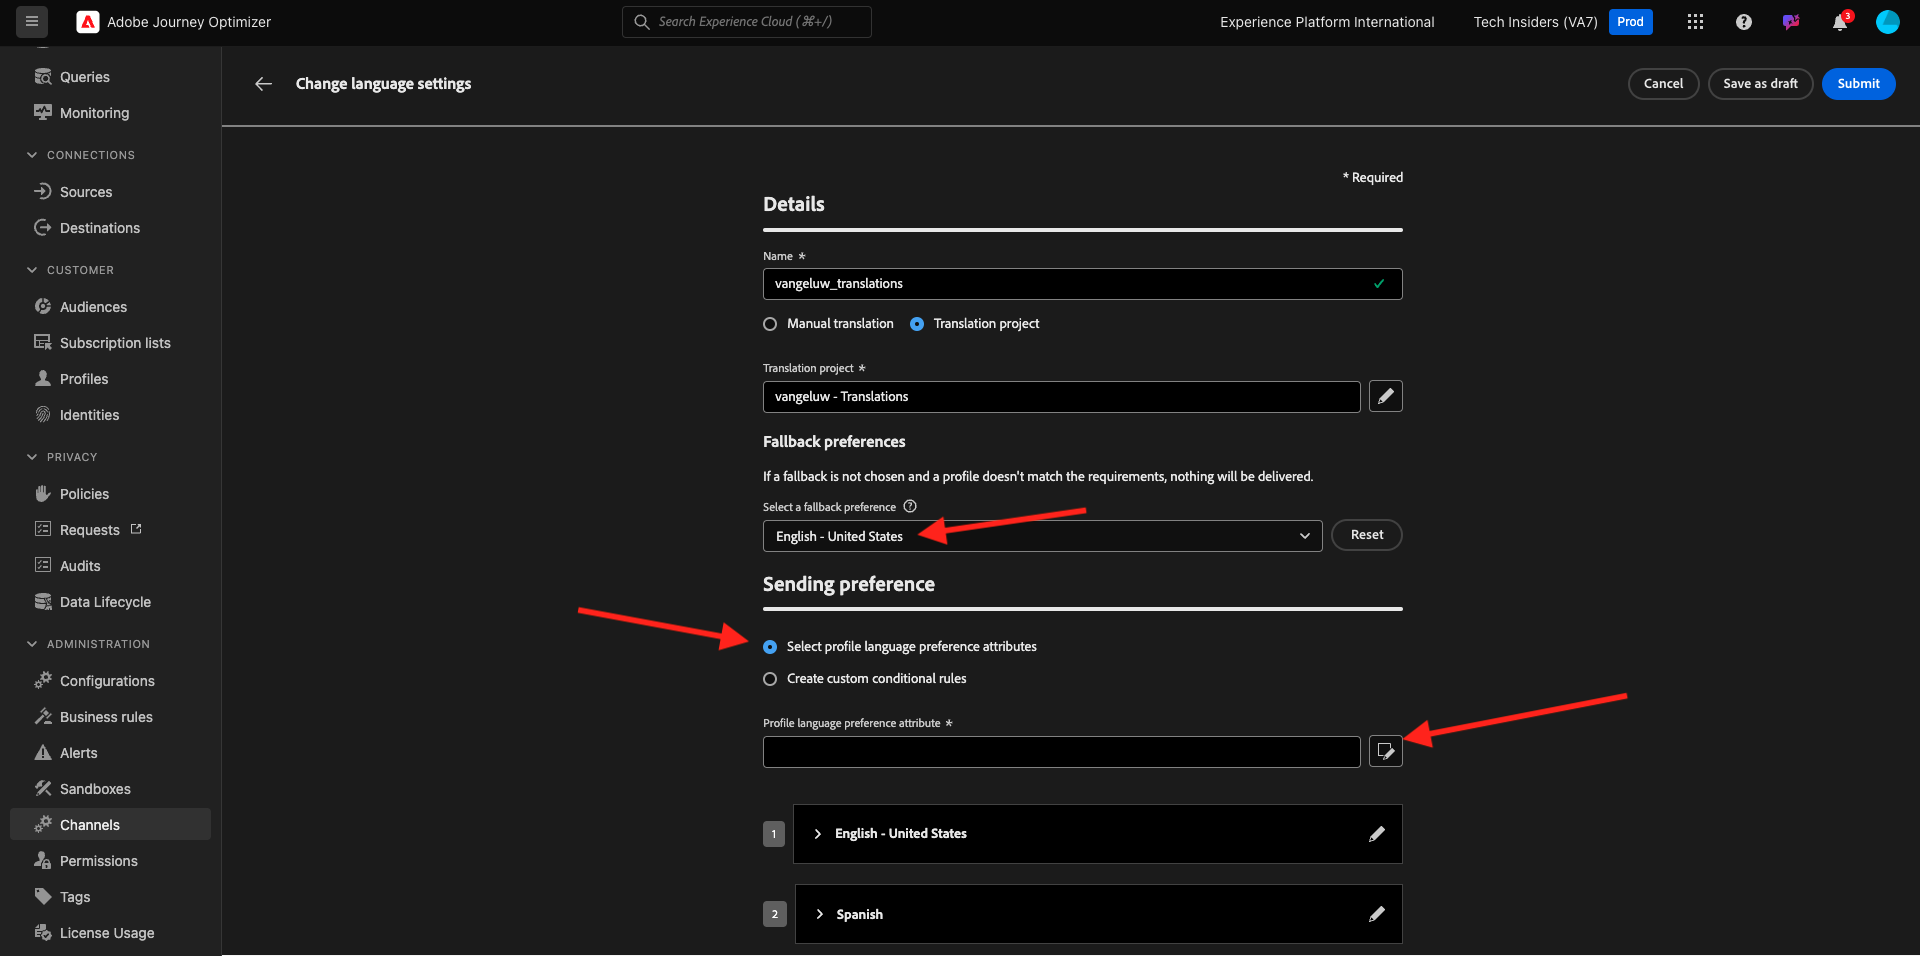 Adobe Journey Optimizer
Search Experience Cloud (⌘+/)
Experience Platform International
Tech Insiders (VA7)
Prod
3
Queries
Monitoring
CONNECTIONS
Sources
Destinations
CUSTOMER
Audiences
Subscription lists
Profiles
Identities
PRIVACY
Policies
Requests
Audits
Data Lifecycle
ADMINISTRATION
Configurations
Business rules
Alerts
Sandboxes
Channels
Permissions
Tags
License Usage
Change language settings
Cancel
Save as draft
Submit
* Required
Details
Name *
vangeluw_translations
Manual translation
Translation project
Translation project *
vangeluw - Translations
Fallback preferences
If a fallback is not chosen and a profile doesn't match the requirements, nothing will be delivered.
Select a fallback preference
English - United States
Reset
Sending preference
Select profile language preference attributes
Create custom conditional rules
Profile language preference attribute *
1
English - United States
2
Spanish